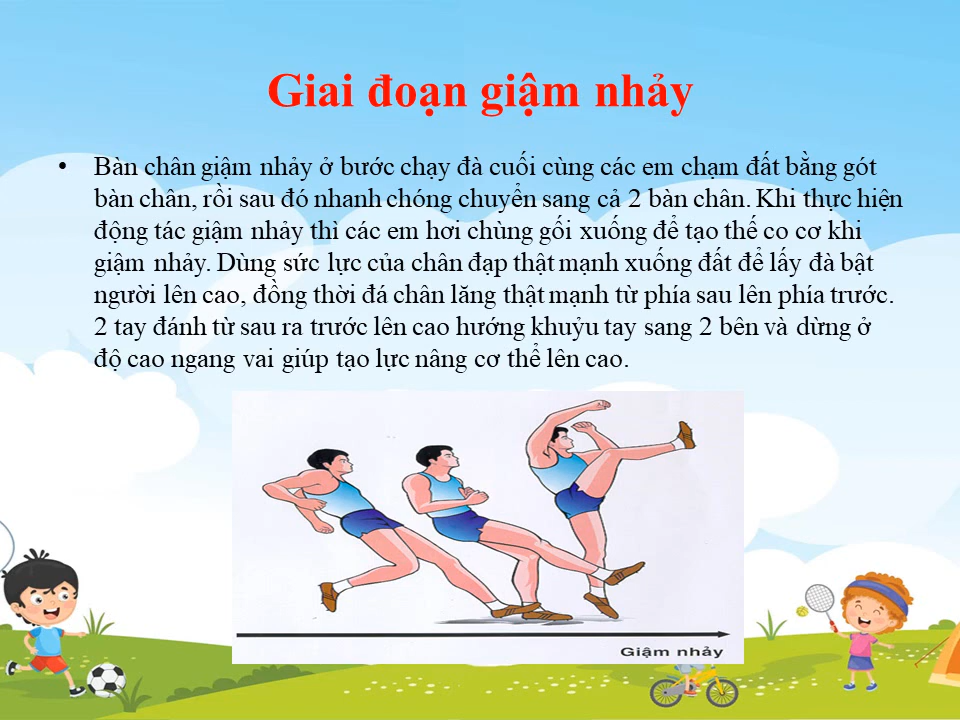 Giai đoạn giậm nhảy
• Bàn chân giậm nhảy ở bước chạy đà cuối cùng các em chạm đất bằng gót
bàn chân, rồi sau đó nhanh chóng chuyển sang cả 2 bàn chân. Khi thực hiện
động tác giậm nhảy thì các em hơi chùng gối xuống để tạo thế co cơ khi
giậm nhảy. Dùng sức lực của chân đạp thật mạnh xuống đất để lấy đà bật
người lên cao, đồng thời đá chân lăng thật mạnh từ phía sau lên phía trước.
2 tay đánh từ sau ra trước lên cao hướng khuỷu tay sang 2 bên và dừng ở
độ cao ngang vai giúp tạo lực nâng cơ thể lên cao.
Giậm nhảy